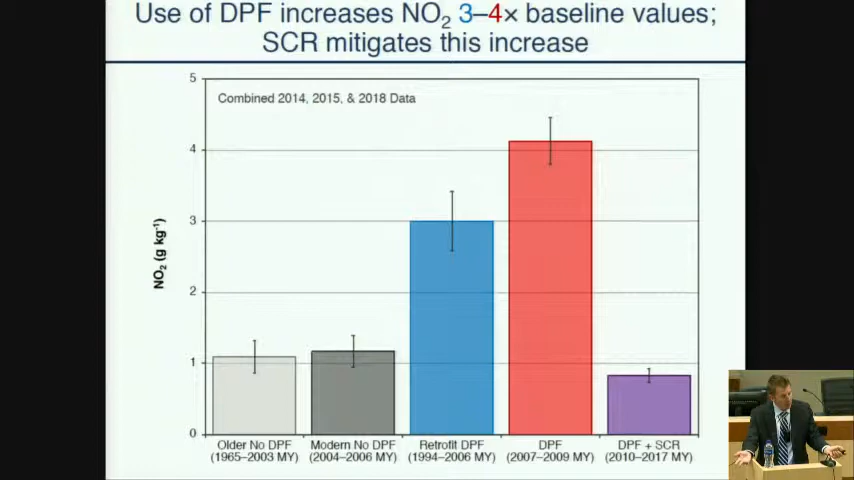 Use of DPF increases NO₂ 3–4× baseline values;
SCR mitigates this increase
5
Combined 2014, 2015, & 2018 Data
4
3
NO₂ (g kg⁻¹)
2
1
0
Older No DPF Modern No DPF Retrofit DPF DPF DPF + SCR
(1965–2003 MY) (2004–2006 MY) (1994–2006 MY) (2007–2009 MY) (2010–2017 MY)